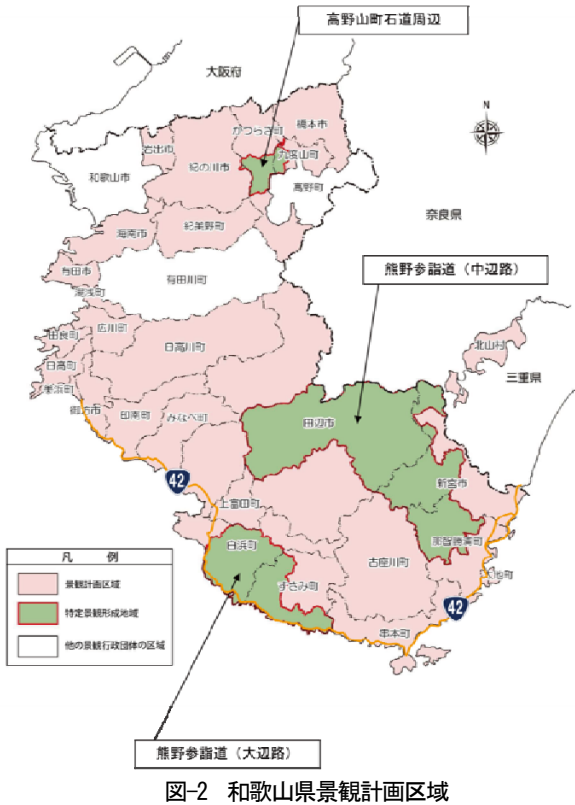 高野山町石道周辺
大阪府
N
橋本市
かつらぎ町
岩出市
九度山町
紀の川市
和歌山市
高野町
奈良県
紀美野町
海南市
熊野参詣道（中辺路）
有田市
有田川町
湯浅町
北山村
広川町
由良町
日高川町
三重県
日高町
美浜町
御坊市
印南町
みなべ町
田辺市
42
新宮市
上富田町
那智勝浦町
白浜町
古座川町
太地町
すさみ町
42
串本町
凡 例
景観計画区域
特定景観形成地域
他の景観行政団体の区域
熊野参詣道（大辺路）
図-2 和歌山県景観計画区域